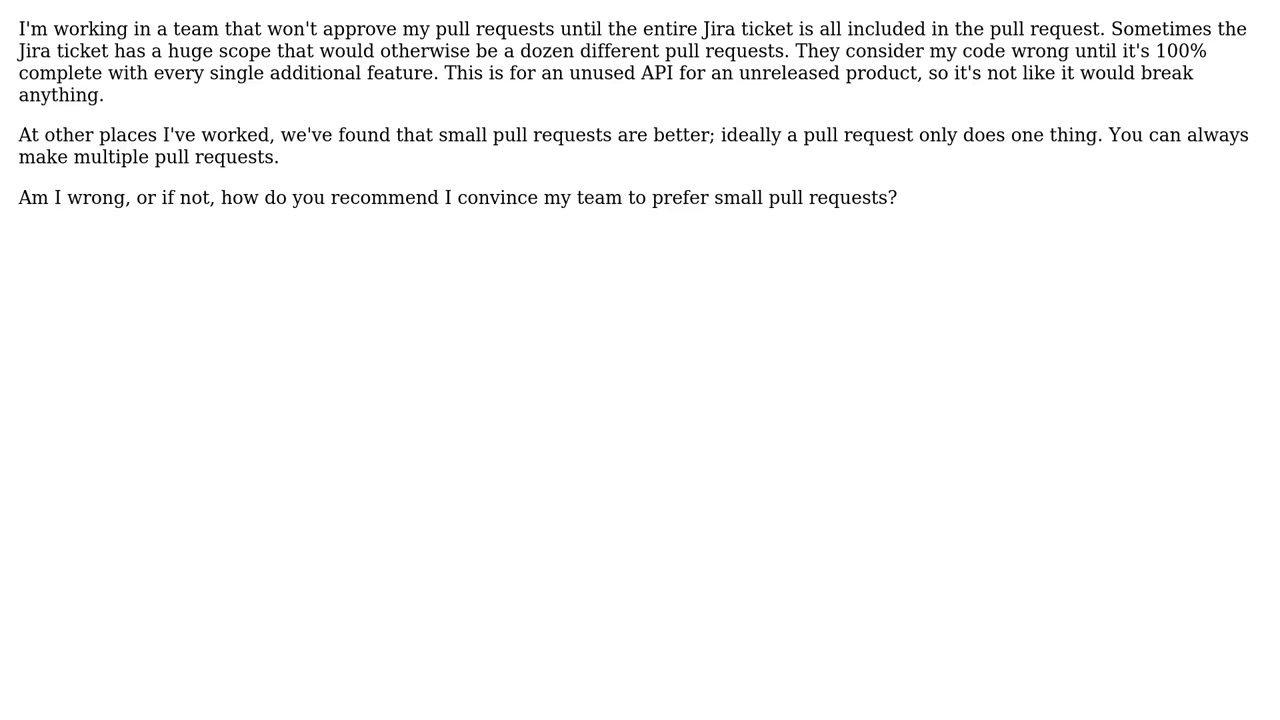 I'm working in a team that won't approve my pull requests until the entire Jira ticket is all included in the pull request. Sometimes the
Jira ticket has a huge scope that would otherwise be a dozen different pull requests. They consider my code wrong until it's 100%
complete with every single additional feature. This is for an unused API for an unreleased product, so it's not like it would break
anything.
At other places I've worked, we've found that small pull requests are better; ideally a pull request only does one thing. You can always
make multiple pull requests.
Am I wrong, or if not, how do you recommend I convince my team to prefer small pull requests?